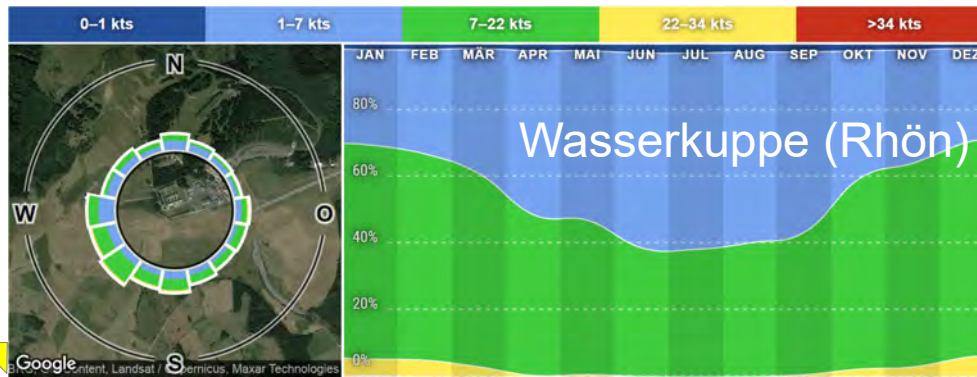 0–1 kts
1–7 kts
7–22 kts
22–34 kts
>34 kts
N
W
O
S
JAN FEB MÄR APR MAI JUN JUL AUG SEP OKT NOV DEZ
80%
Wasserkuppe (Rhön)
60%
40%
20%
0%
Google
Content, Landsat / Copernicus, Maxar Technologies